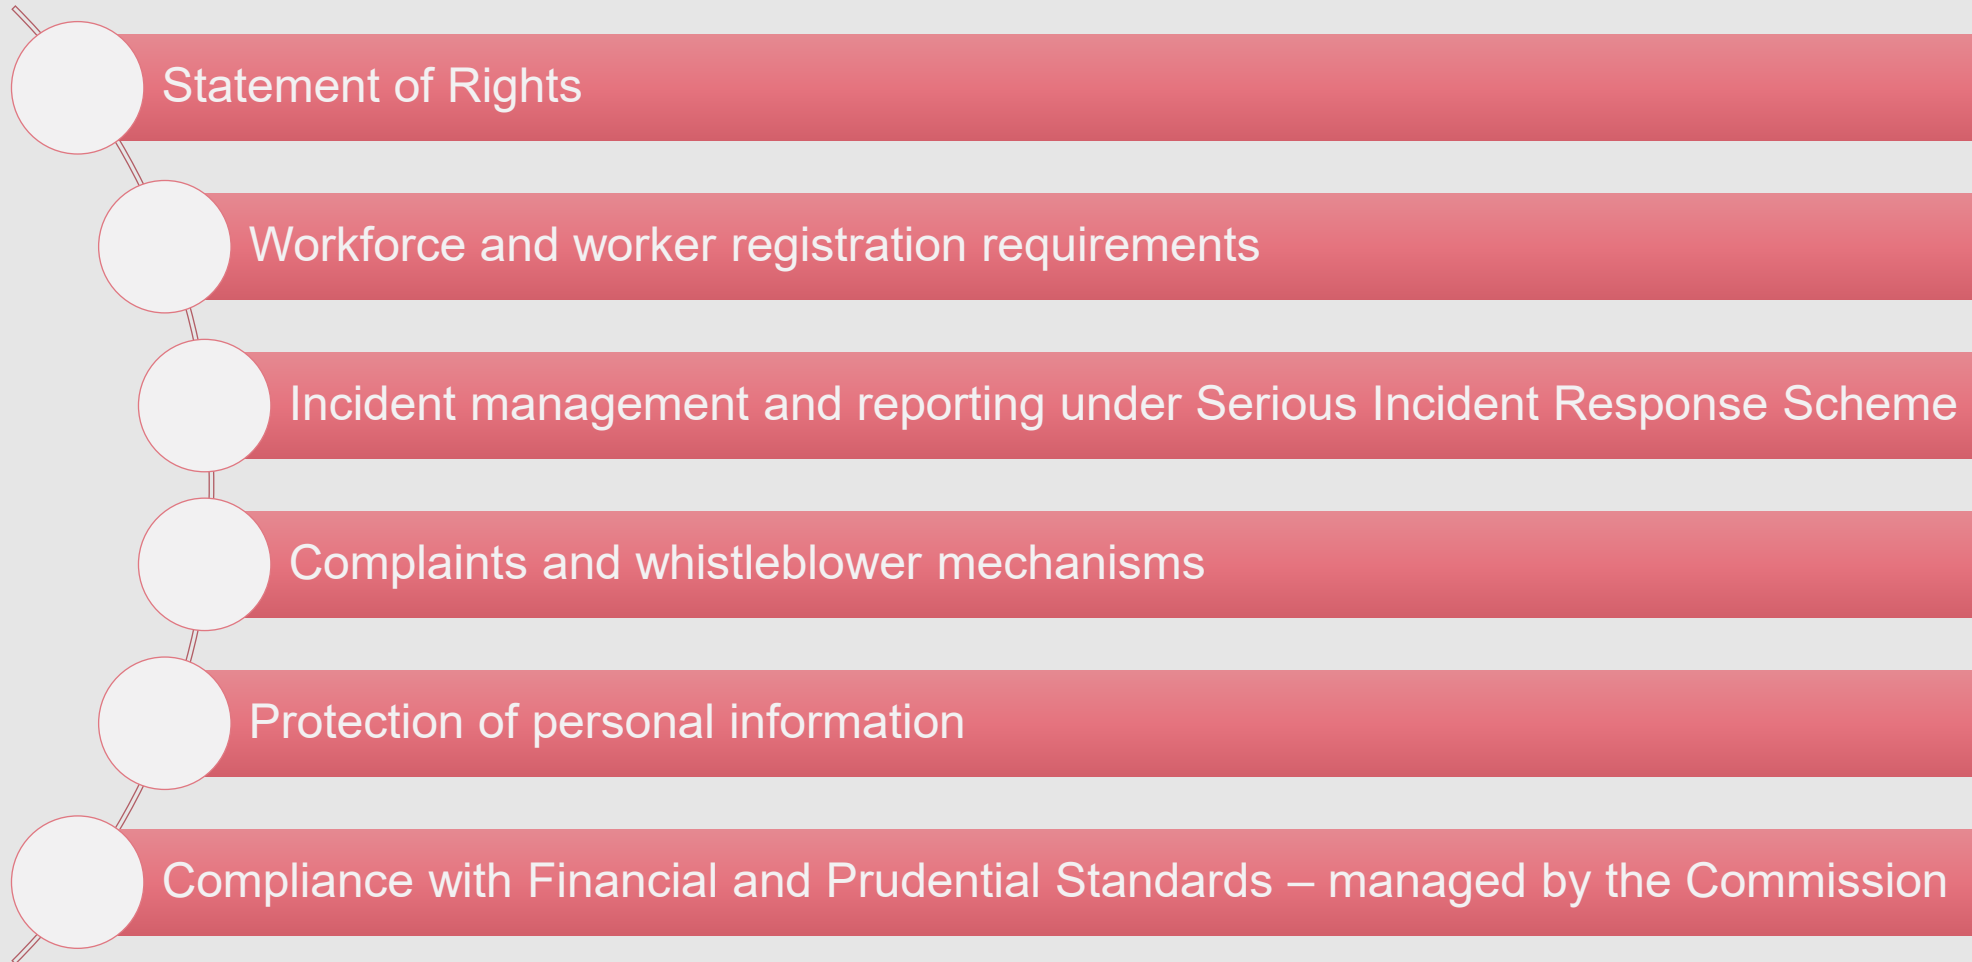 Statement of Rights
Workforce and worker registration requirements
Incident management and reporting under Serious Incident Response Scheme
Complaints and whistleblower mechanisms
Protection of personal information
Compliance with Financial and Prudential Standards – managed by the Commission